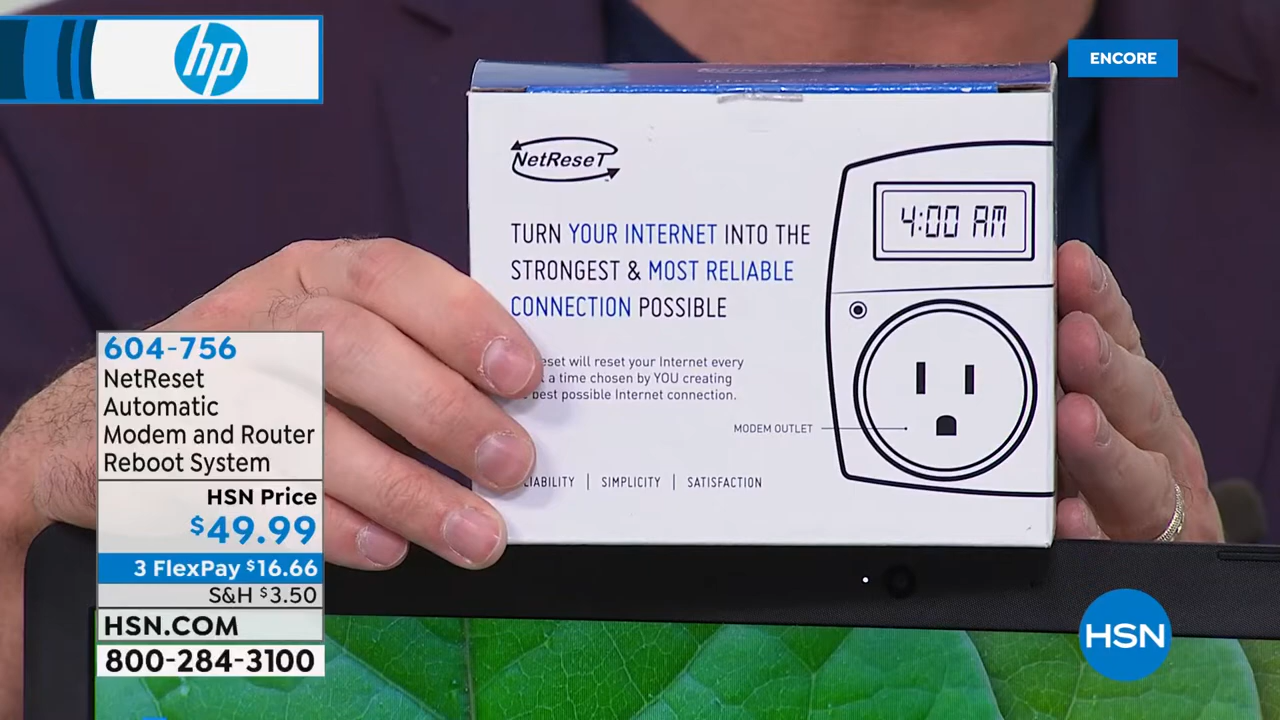 hp
ENCORE
NetReseT
TURN YOUR INTERNET INTO THE
STRONGEST & MOST RELIABLE
CONNECTION POSSIBLE
eset will reset your Internet every
a time chosen by YOU creating
best possible Internet connection.
MODEM OUTLET
IABILITY | SIMPLICITY | SATISFACTION
4:00 AM
604-756
NetReset
Automatic
Modem and Router
Reboot System
HSN Price
$49.99
3 FlexPay $16.66
S&H $3.50
HSN.COM
800-284-3100
HSN